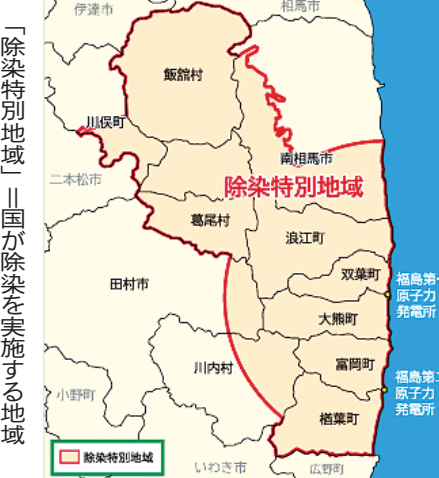 「除染特別地域」＝国が除染を実施する地域
伊達市
相馬市
飯舘村
川俣町
南相馬市
二本松市
除染特別地域
葛尾村
浪江町
双葉町
福島第一
原子力
発電所
田村市
大熊町
川内村
富岡町
福島第二
原子力
発電所
小野町
楢葉町
除染特別地域
いわき市
広野町